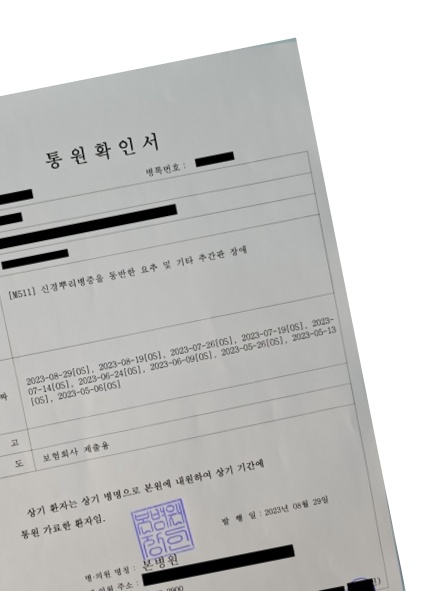 통원확인서
병록번호 :
[M511] 신경뿌리병증을 동반한 요추 및 기타 추간판 장애
짜
2023-08-29[OS], 2023-08-19[OS], 2023-07-26[OS], 2023-07-19[OS], 2023-
07-14[OS], 2023-06-24[OS], 2023-06-09[OS], 2023-05-26[OS], 2023-05-13
[OS], 2023-05-06[OS]
고
도
보험회사 제출용
상기 환자는 상기 병명으로 본원에 내원하여 상기 기간에
통원 가료한 환자임.
발 행 일 : 2023년 08월 29일
병·의원 명칭 : 본병원
주소 :
2900